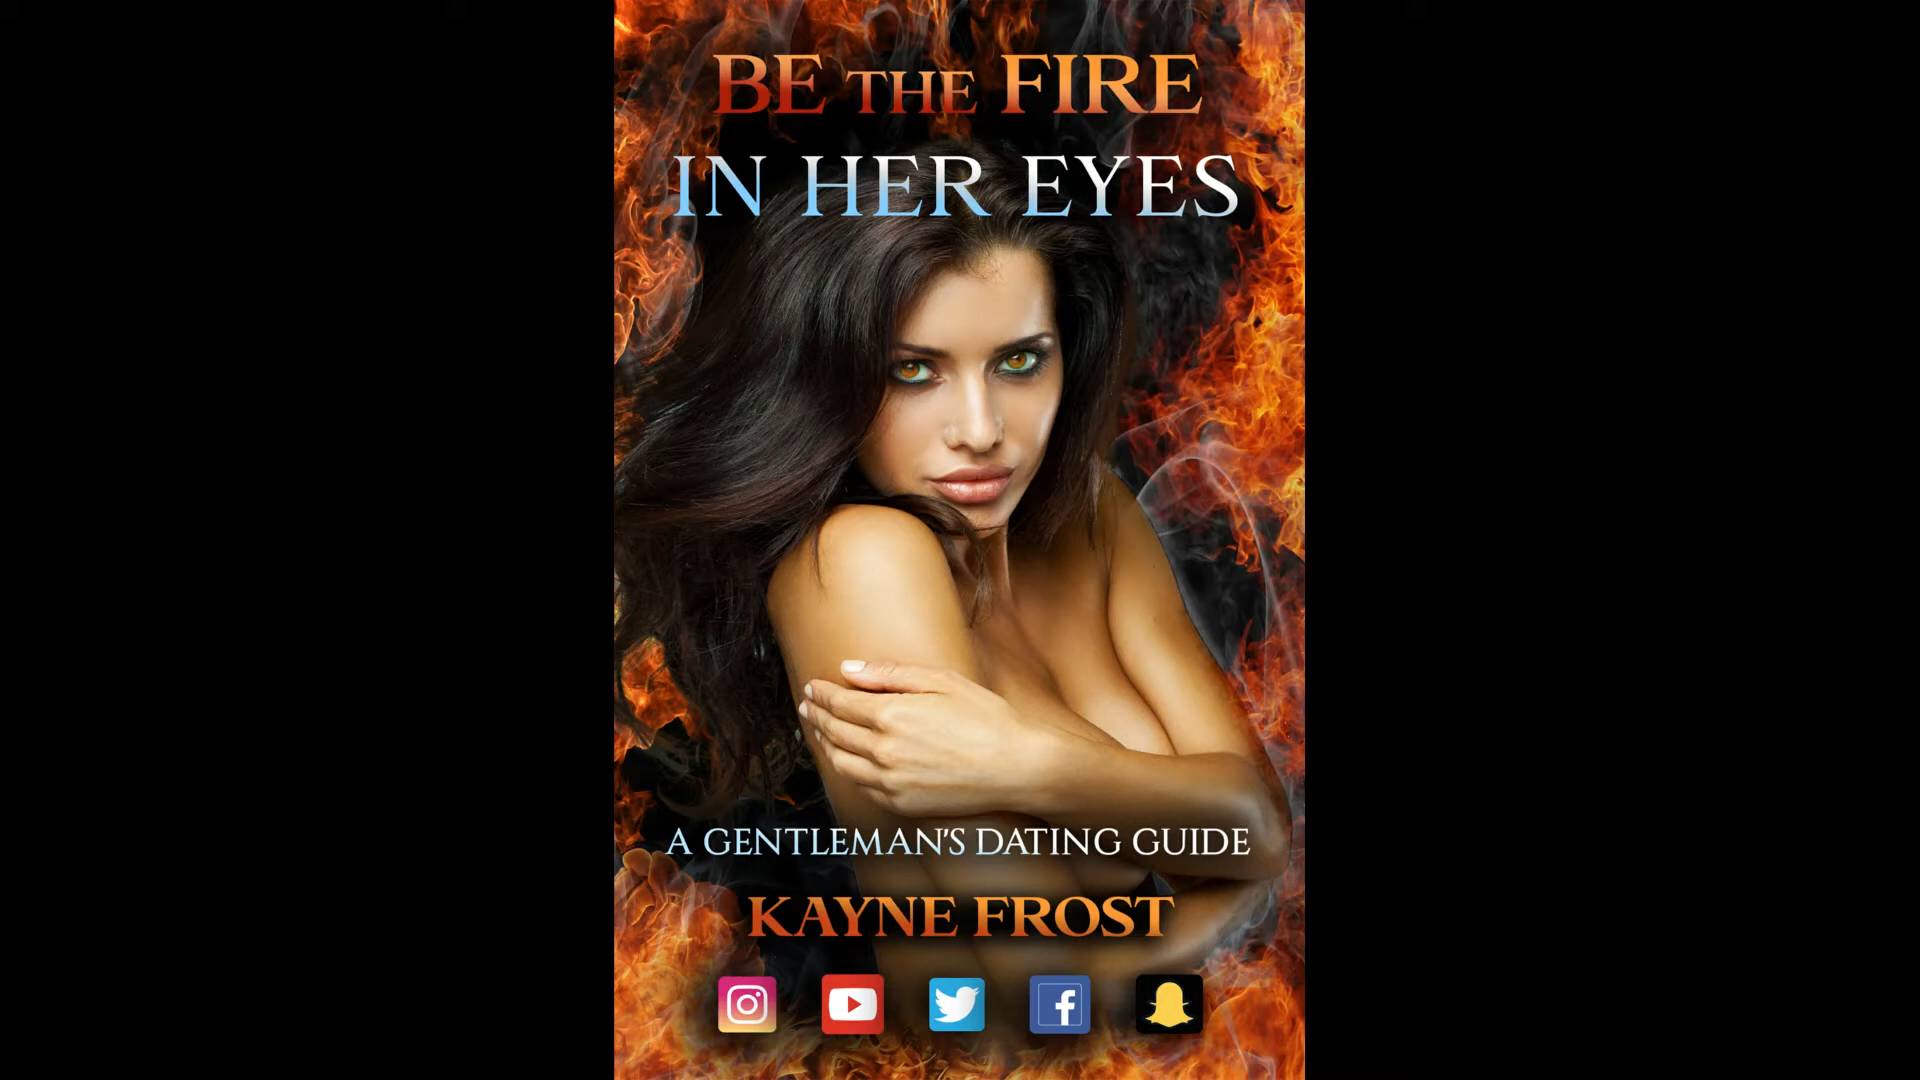 BE THE FIRE
IN HER EYES
A GENTLEMAN'S DATING GUIDE
KAYNE FROST